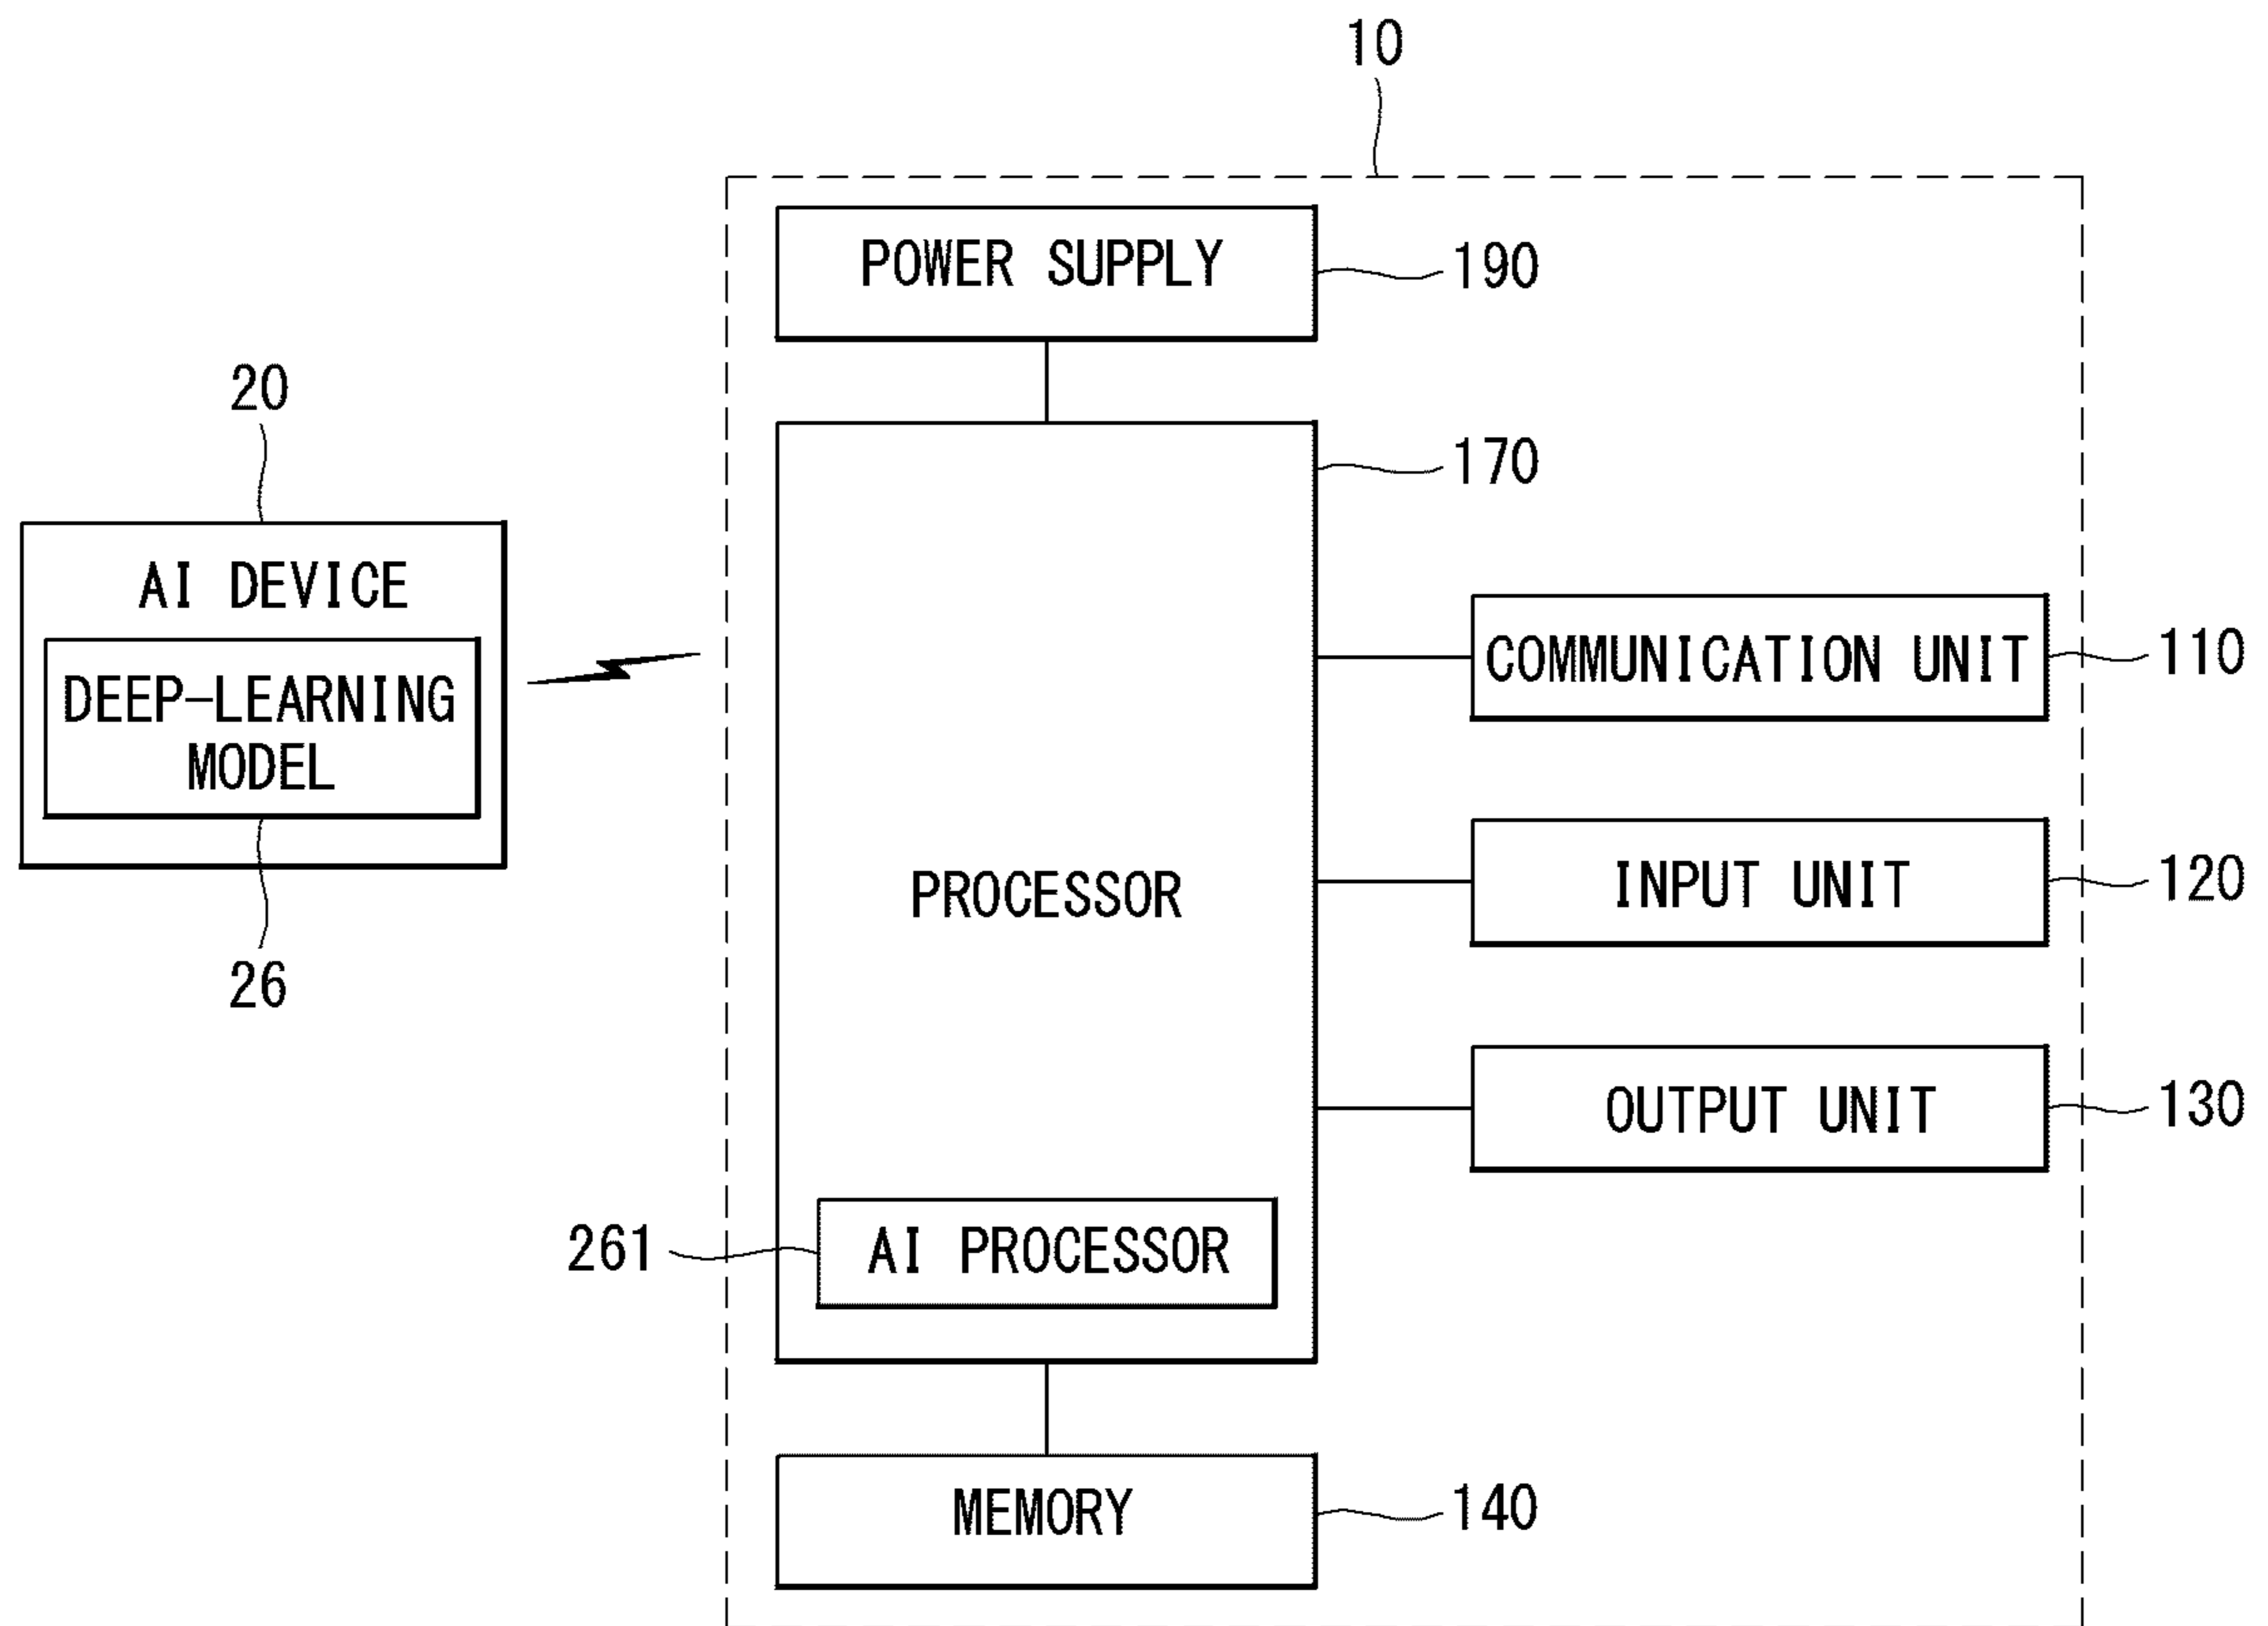 10
POWER SUPPLY
190
20
170
AI DEVICE
DEEP-LEARNING
MODEL
26
COMMUNICATION UNIT
110
PROCESSOR
INPUT UNIT
120
OUTPUT UNIT
130
261
AI PROCESSOR
MEMORY
140